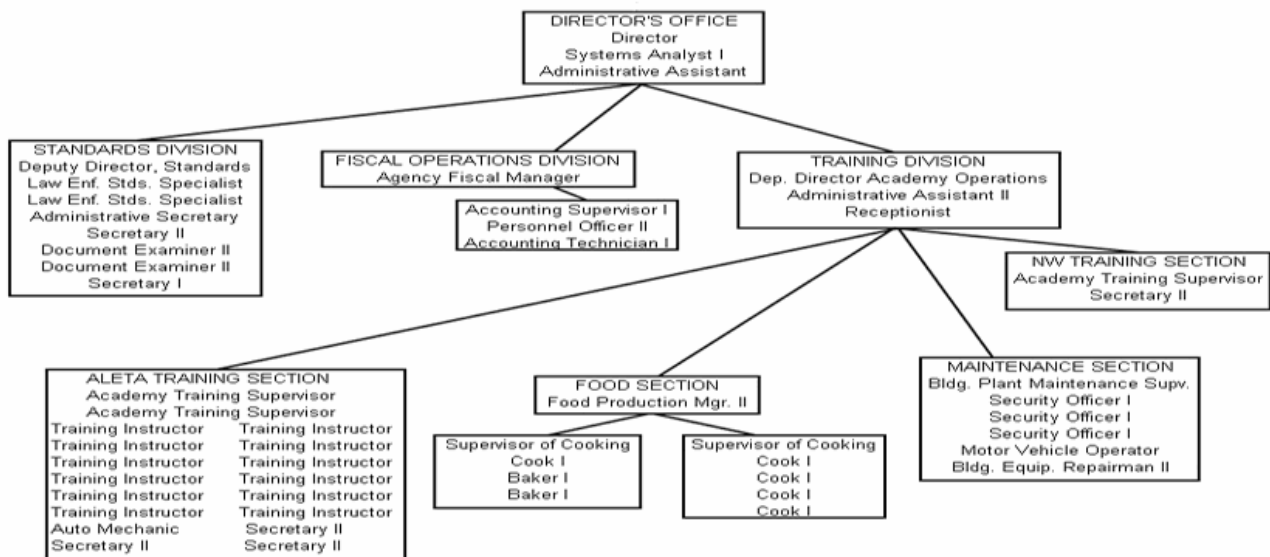 DIRECTOR'S OFFICE
Director
Systems Analyst I
Administrative Assistant
STANDARDS DIVISION
Deputy Director, Standards
Law Enf. Stds. Specialist
Law Enf. Stds. Specialist
Administrative Secretary
Secretary II
Document Examiner II
Document Examiner II
Secretary I
FISCAL OPERATIONS DIVISION
Agency Fiscal Manager
Accounting Supervisor I
Personnel Officer II
Accounting Technician I
TRAINING DIVISION
Dep. Director Academy Operations
Administrative Assistant II
Receptionist
NW TRAINING SECTION
Academy Training Supervisor
Secretary II
ALETA TRAINING SECTION
Academy Training Supervisor
Academy Training Supervisor
Training Instructor Training Instructor
Training Instructor Training Instructor
Training Instructor Training Instructor
Training Instructor Training Instructor
Training Instructor Training Instructor
Training Instructor Training Instructor
Auto Mechanic Secretary II
Secretary II Secretary II
FOOD SECTION
Food Production Mgr. II
Supervisor of Cooking
Cook I
Baker I
Baker I
Supervisor of Cooking
Cook I
Cook I
Cook I
Cook I
MAINTENANCE SECTION
Bldg. Plant Maintenance Supv.
Security Officer I
Security Officer I
Security Officer I
Motor Vehicle Operator
Bldg. Equip. Repairman II